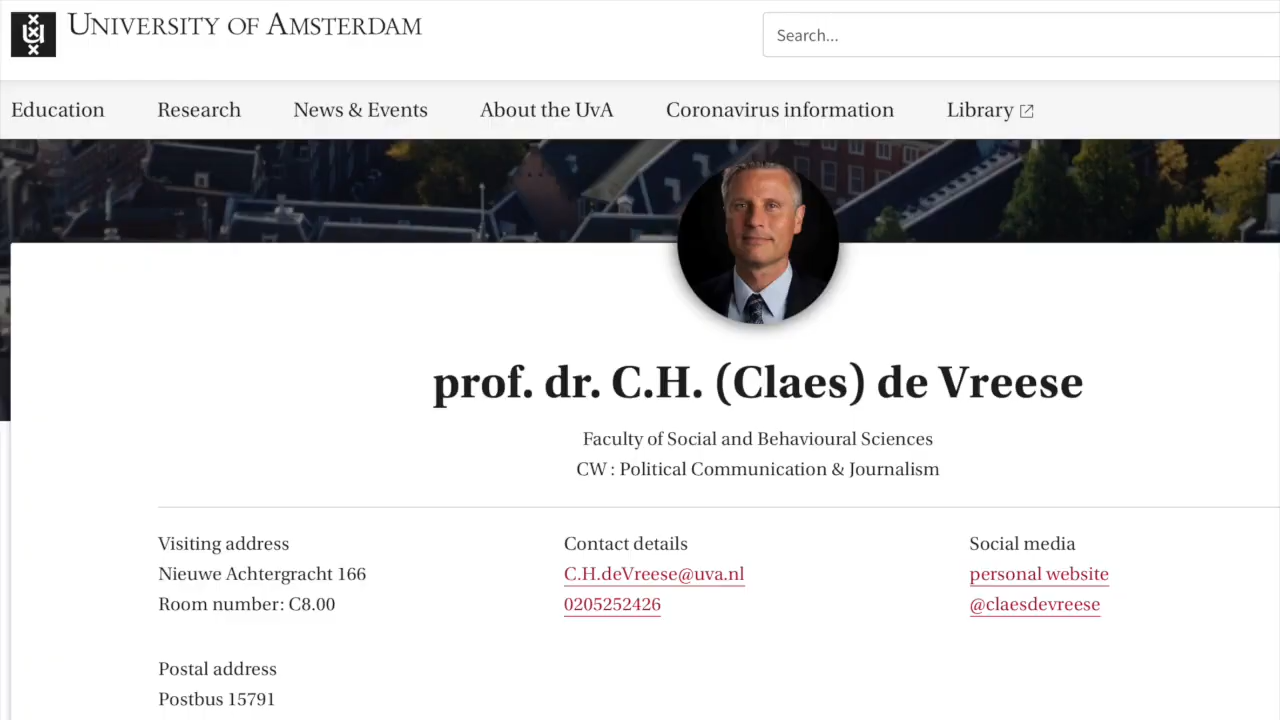 UNIVERSITY OF AMSTERDAM
Search...
Education
Research
News & Events
About the UvA
Coronavirus information
Library
prof. dr. C.H. (Claes) de Vreese
Faculty of Social and Behavioural Sciences
CW : Political Communication & Journalism
Visiting address
Nieuwe Achtergracht 166
Room number: C8.00
Contact details
C.H.deVreese@uva.nl
0205252426
Social media
personal website
@claesdevreese
Postal address
Postbus 15791